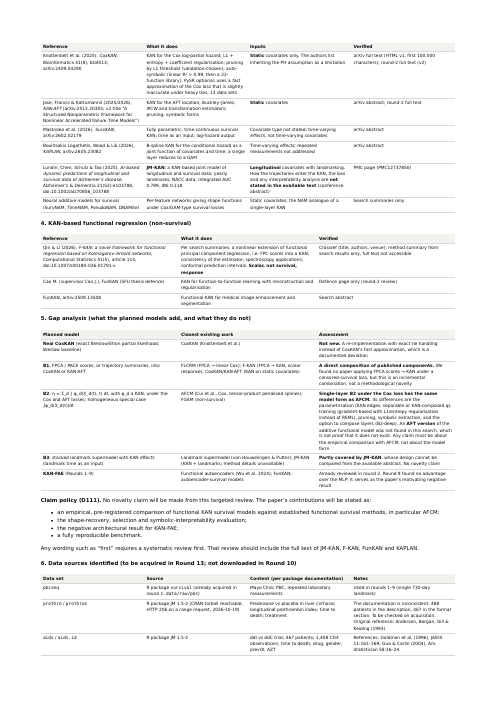 Reference What it does Inputs Verified
Knottenbelt et al. (2025), CoxKAN, Bioinformatics 41(8), btaf413; arXiv:2409.04290
KAN for the Cox log-partial hazard; L1 + entropy + coefficient regularisation; pruning by L1 threshold (validation-chosen); auto-symbolic (linear R² > 0.99, then a 22-function library), PySR optional; uses a fast approximation of the Cox loss that is slightly inaccurate under heavy ties; 13 data sets
Static covariates only. The authors list inheriting the PH assumption as a limitation
arXiv full text (HTML v1, first 100,000 characters); round-2 full text (v2)
Jose, Francis & Kattumannil (2025/2026), KAN-AFT (arXiv:2512.20305, v2 title "A Structured Nonparametric Framework for Nonlinear Accelerated Failure Time Models")
KAN for the AFT location; Buckley–James, IPCW and transformation estimators; pruning; symbolic forms
Static covariates
arXiv abstract; round-2 full text
Mastroleo et al. (2026), SurvKAN, arXiv:2602.02179
Fully parametric, time-continuous survival KAN; time as an input; log-hazard output
Covariate type not stated; time-varying effects, not time-varying covariates
arXiv abstract
Boulitsakis Logothetis, Wood & Lió (2026), KAPLAN, arXiv:2605.23082
B-spline KAN for the conditional hazard as a joint function of covariates and time; a single layer reduces to a GAM
Time-varying effects; repeated measurements not addressed
arXiv abstract
Lundin, Chen, Schulz & Tao (2025), AI-based dynamic predictions of longitudinal and survival data of Alzheimer's disease, Alzheimer's & Dementia 21(S2):e103788,
JM-KAN: a KAN-based joint model of longitudinal and survival data; yearly landmarks; NACC data; integrated AUC 0.789, IBS 0.118
Longitudinal covariates with landmarking. How the trajectories enter the KAN, the loss and any interpretability analysis are not stated in the available text (conference abstract)
PMC page (PMC12737850)
Neural additive models for survival (SurvNAM, TimeNAM, PseudoNAM, DNAMite)
Per-feature networks giving shape functions under Cox/GAM-type survival losses
Static covariates; the NAM analogue of a single-layer KAN
Search summaries only
4. KAN-based functional regression (non-survival)
Reference What it does Verified
Qin & Li (2026), F-KAN: a novel framework for functional regression based on Kolmogorov–Arnold networks, Computational Statistics 41(5), article 114, doi:10.1007/s00180-026-01791-x
Per search summaries: a nonlinear extension of functional principal component regression, i.e. FPC scores into a KAN; consistency of the estimator; spectroscopy applications; conformal prediction intervals. Scalar, not survival, response
Crossref (title, authors, venue); method summary from search results only, full text not accessible
Cao M. (supervisor Cao J.), FunKAN (SFU thesis defence)
KAN for function-to-function learning with reconstruction and regularisation
Defence page only (round-2 review)
FunKAN, arXiv:2509.13508
Functional KAN for medical image enhancement and segmentation
Search abstract
5. Gap analysis (what the planned models add, and what they do not)
Planned model Closest existing work Assessment
Real CoxKAN (exact Breslow/Efron partial likelihood, Breslow baseline)
CoxKAN (Knottenbelt et al.)
Not new. A re-implementation with exact tie handling instead of CoxKAN's fast approximation, which is a documented deviation
B1: FPCA / PACE scores, or trajectory summaries, into CoxKAN or KAN-AFT
FLCRM (FPCA → linear Cox); F-KAN (FPCA → KAN, scalar response); CoxKAN/KAN-AFT (KAN on static covariates)
A direct composition of published components. We found no paper applying FPCA scores → KAN under a censored-survival loss, but this is an incremental combination, not a methodological novelty
AFCM (Cui et al., Cox, tensor-product penalised splines); FGAM (non-survival)
Single-layer B2 under the Cox loss has the same model form as AFCM. Its differences are the parameterisation (KAN edges, separable or KAN-composed φ), training (gradient-based with L1/entropy regularisation instead of REML), pruning, symbolic distillation, and the option to compose layers (B2-deep). An AFT version of the additive functional model was not found in this search, which is not proof that it does not exist. Any claim must be about the empirical comparison with AFCM, not about the model form
B3: stacked landmark supermodel with KAN effects (landmark time as an input)
Landmark supermodel (van Houwelingen & Putter); JM-KAN (KAN + landmarks; method details unavailable)
Partly covered by JM-KAN, whose design cannot be compared from the available abstract. No novelty claim
KAN-FAE (Rounds 1–9)
Functional autoencoders (Wu et al. 2024); FunKAN; autoencoder-survival models
Already reviewed in round 2. Round 9 found no advantage over the MLP; it serves as the paper's motivating negative result
Claim policy (D111). No novelty claim will be made from this targeted review. The paper's contributions will be stated as:
• an empirical, pre-registered comparison of functional KAN survival models against established functional survival methods, in particular AFCM;
• the shape-recovery, selection and symbolic-interpretability evaluation;
• the negative architectural result for KAN-FAE;
• a fully reproducible benchmark.
Any wording such as "first" requires a systematic review first. That review should include the full text of JM-KAN, F-KAN, FunKAN and KAPLAN.
6. Data sources identified (to be acquired in Round 13; not downloaded in Round 10)
Data set Source Content (per package documentation) Notes
pbcseq
R package survival (already acquired in round 1: data/raw/pbc)
Mayo Clinic PBC, repeated laboratory measurements
Used in rounds 1–9 (single 730-day landmark)
prothro / prothros
R package JM 1.5-2 (CRAN tarball reachable, HTTP 206 on a range request, 2026-10-19)
Prednisone vs placebo in liver cirrhosis; longitudinal prothrombin index; time to death; treatment
The documentation is inconsistent: 488 patients in the description, 467 in the format section. To be checked on acquisition. Original reference: Andersen, Borgan, Gill & Keiding (1993)
aids / aids.id
R package JM 1.5-2
ddI vs ddC trial; 467 patients, 1,408 CD4 observations; time to death; drug, gender, prevOI, AZT
References: Goldman et al. (1996), JAIDS 11:161–169; Guo & Carlin (2004), Am. Statistician 58:16–24